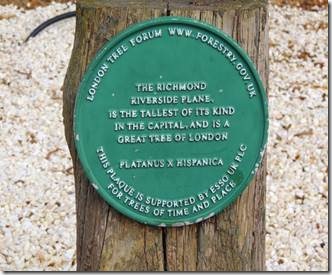 LONDON TREE FORUM WWW.FORESTRY.GOV.UK
THE RICHMOND
RIVERSIDE PLANE,
IS THE TALLEST OF ITS KIND
IN THE CAPITAL, AND IS A
GREAT TREE OF LONDON
PLATANUS X HISPANICA
THIS PLAQUE IS SUPPORTED BY ESSO UK PLC
FOR TREES OF TIME AND PLACE